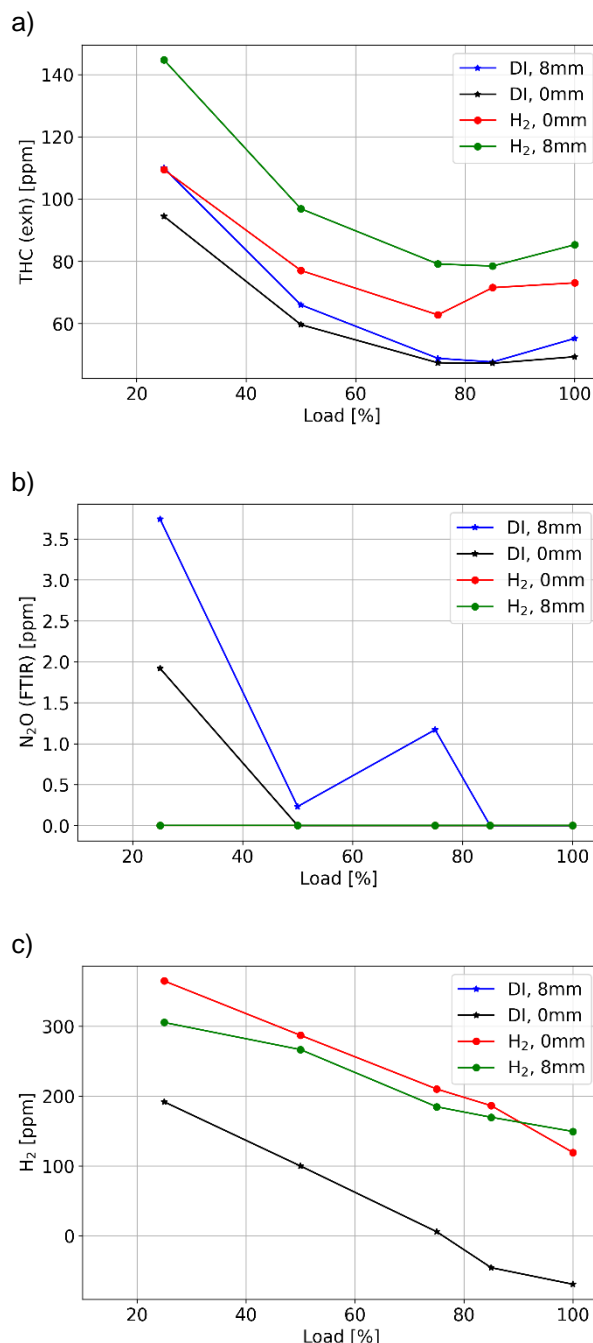 a)
THC (exh) [ppm]
140
120
100
80
60
DI, 8mm
DI, 0mm
H₂, 0mm
H₂, 8mm
20 40 60 80 100
Load [%]
b)
N₂O (FTIR) [ppm]
3.5
3.0
2.5
2.0
1.5
1.0
0.5
0.0
DI, 8mm
DI, 0mm
H₂, 0mm
H₂, 8mm
20 40 60 80 100
Load [%]
c)
H₂ [ppm]
300
200
100
0
DI, 8mm
DI, 0mm
H₂, 0mm
H₂, 8mm
20 40 60 80 100
Load [%]